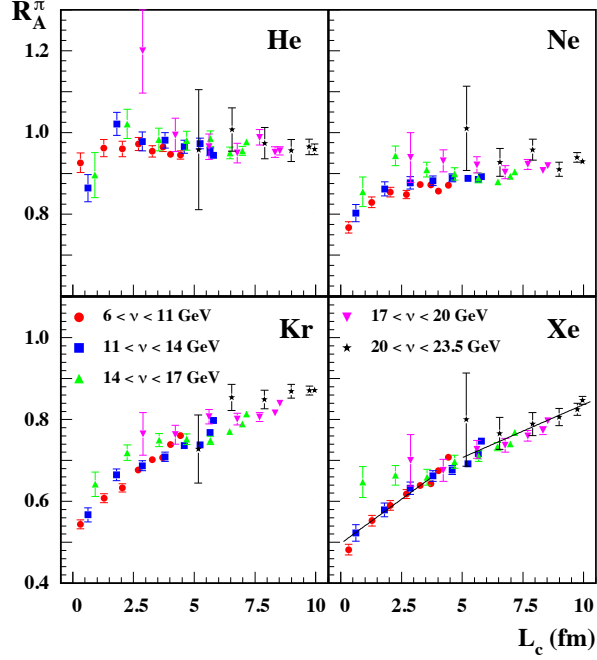 R_A^π
He
Ne
1.2
1.0
0.8
6 < ν < 11 GeV
11 < ν < 14 GeV
14 < ν < 17 GeV
Kr
17 < ν < 20 GeV
20 < ν < 23.5 GeV
Xe
1.0
0.8
0.6
0.4
0 2.5 5 7.5 10
0 2.5 5 7.5 10
L_c (fm)